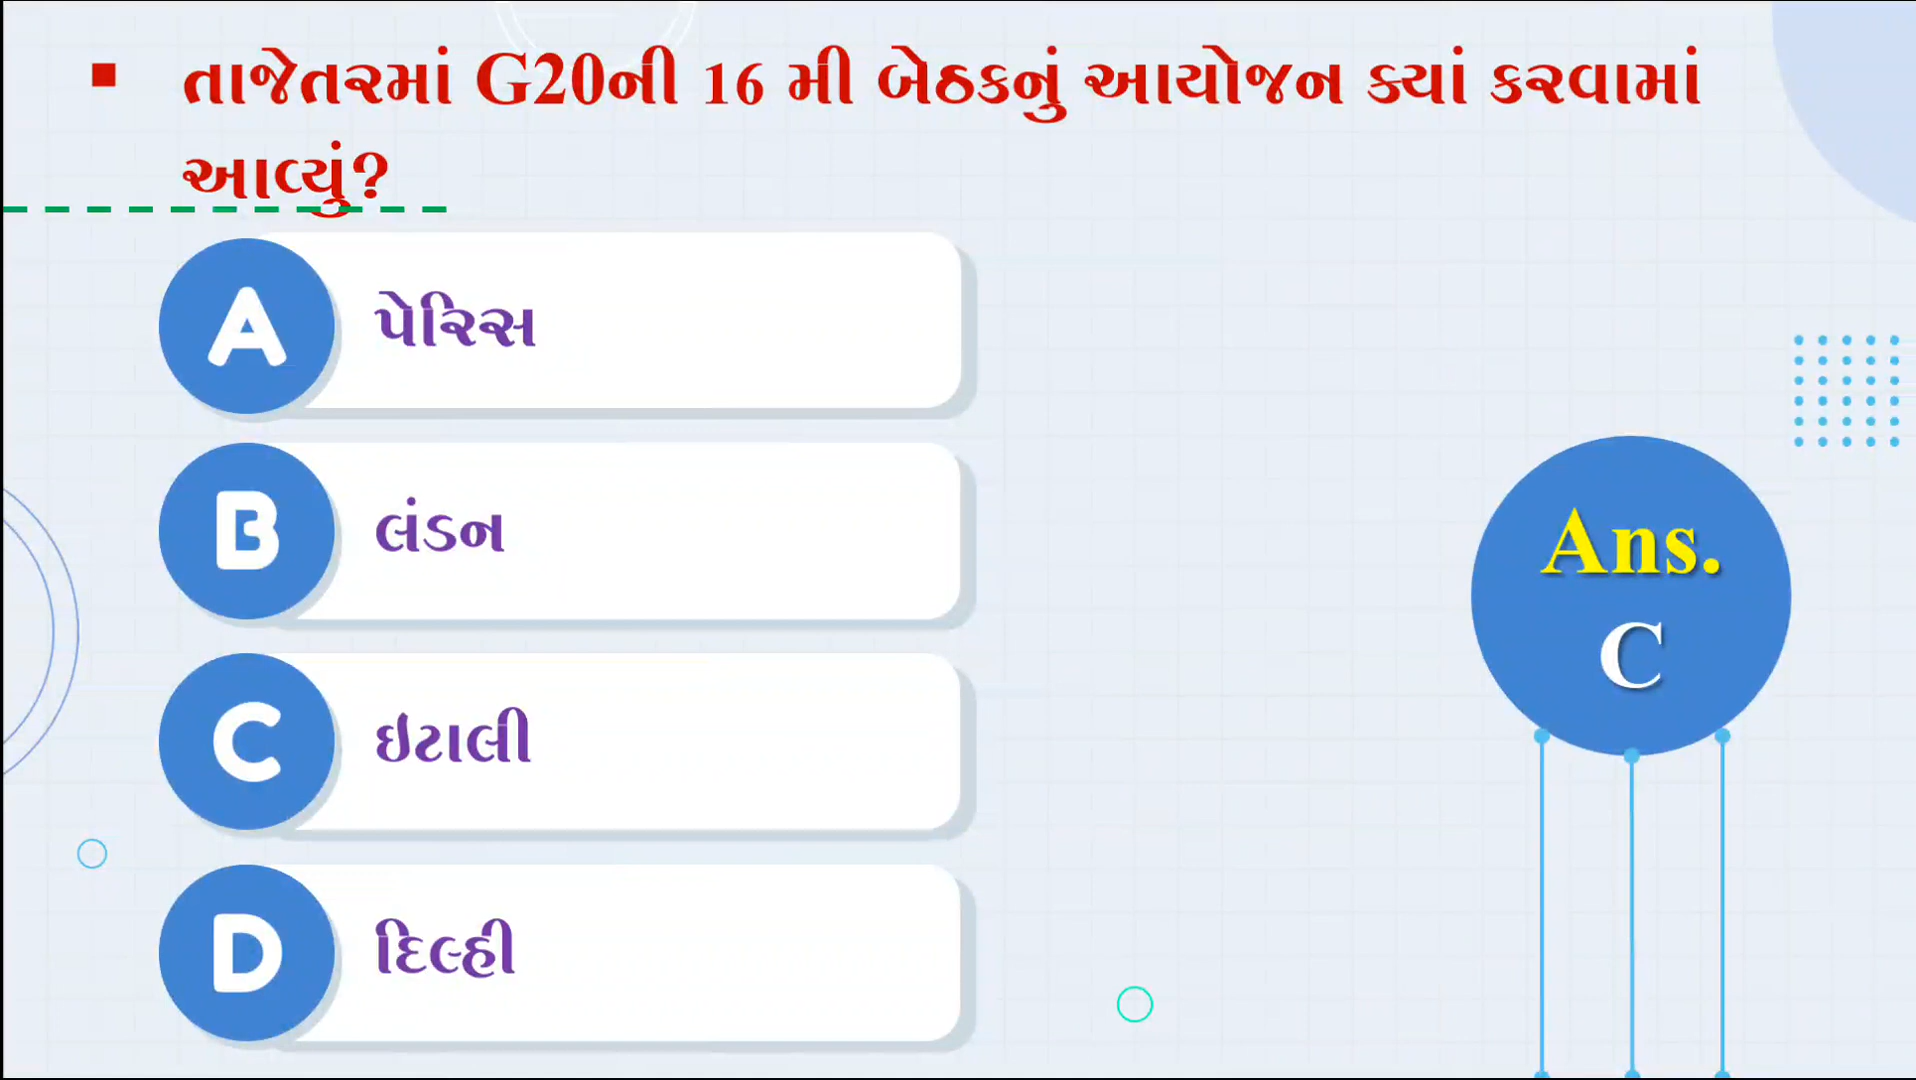 ▪ તાજેતરમાં G20ની 16 મી બેઠકનું આયોજન ક્યાં કરવામાં
આવ્યું?
A પેરિસ
B લંડન
Ans.
C
C ઇટાલી
D દિલ્હી